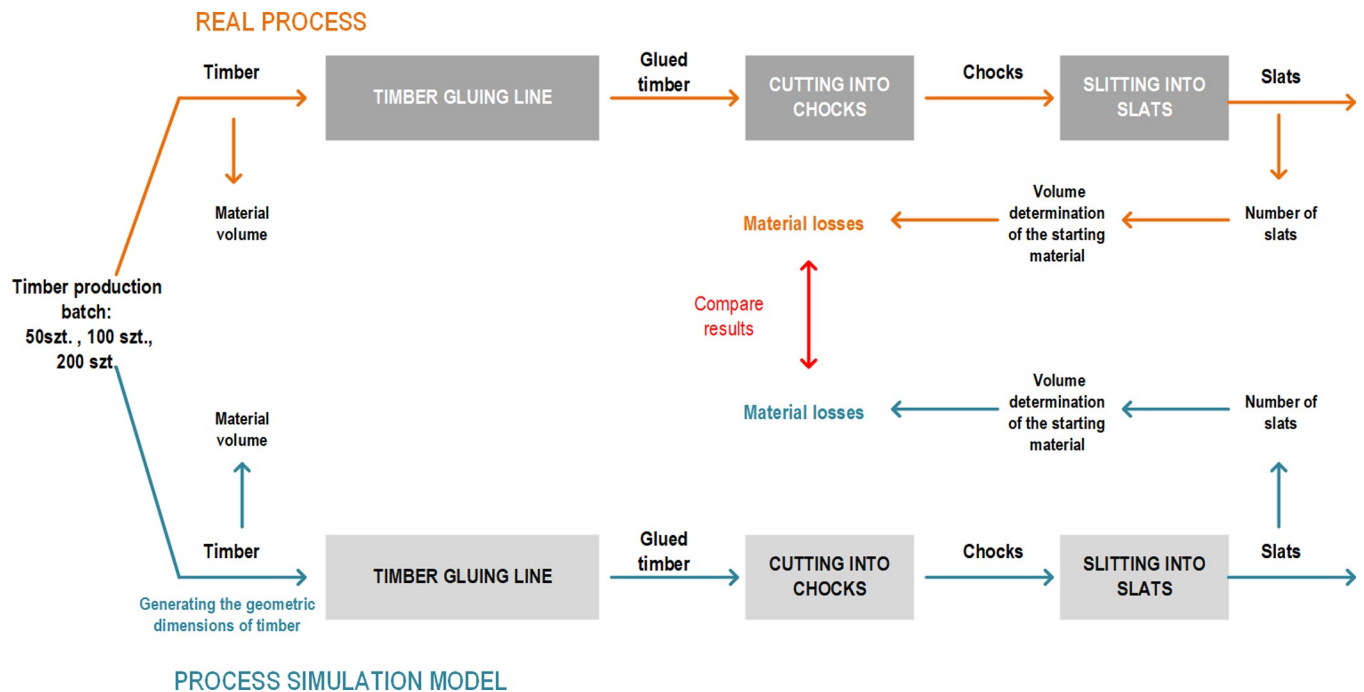 REAL PROCESS
Timber
Glued
timber
Chocks
Slats
TIMBER GLUING LINE
CUTTING INTO
CHOCKS
SLITTING INTO
SLATS
Material
volume
Material losses
Volume
determination
of the starting
material
Number of
slats
Timber production
batch:
50szt. , 100 szt.,
200 szt.
Compare
results
Material
volume
Material losses
Volume
determination
of the starting
material
Number of
slats
Timber
Glued
timber
Chocks
Slats
TIMBER GLUING LINE
CUTTING INTO
CHOCKS
SLITTING INTO
SLATS
Generating the geometric
dimensions of timber
PROCESS SIMULATION MODEL